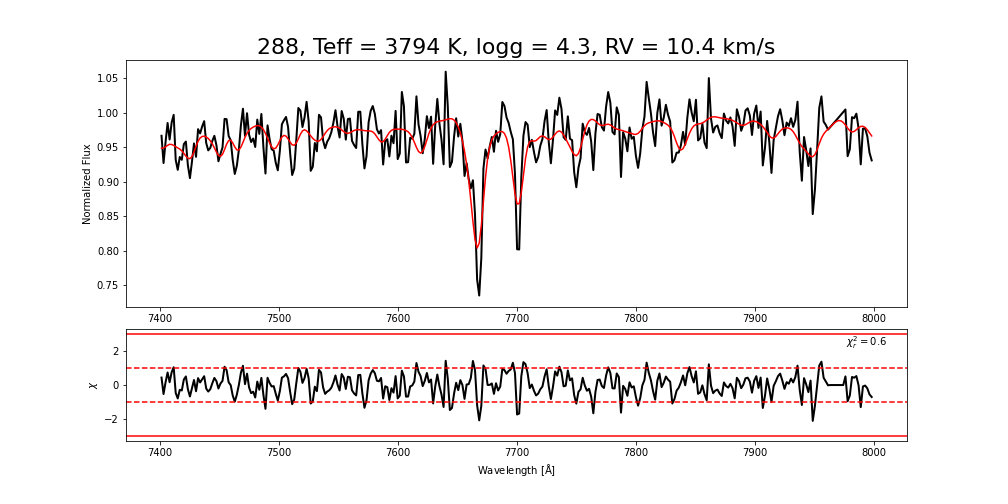 288, Teff = 3794 K, logg = 4.3, RV = 10.4 km/s
1.05
1.00
0.95
0.90
0.85
0.80
0.75
Normalized Flux
7400 7500 7600 7700 7800 7900 8000
χ²ᵣ = 0.6
2
0
−2
χ
7400 7500 7600 7700 7800 7900 8000
Wavelength [Å]